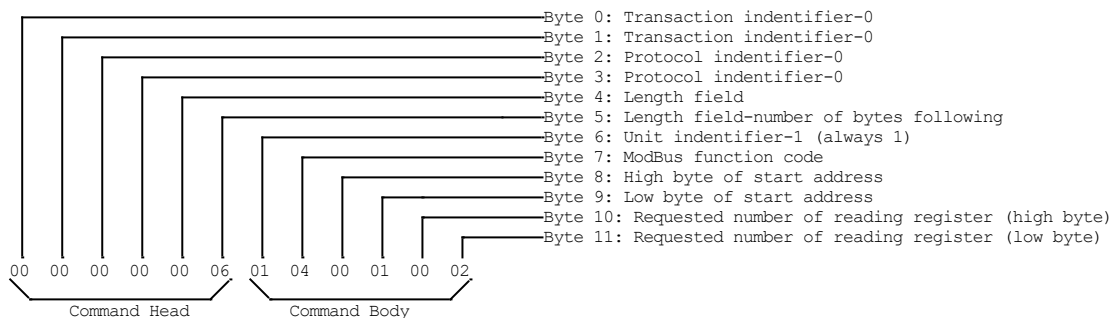 Byte 0: Transaction indentifier-0
Byte 1: Transaction indentifier-0
Byte 2: Protocol indentifier-0
Byte 3: Protocol indentifier-0
Byte 4: Length field
Byte 5: Length field-number of bytes following
Byte 6: Unit indentifier-1 (always 1)
Byte 7: ModBus function code
Byte 8: High byte of start address
Byte 9: Low byte of start address
Byte 10: Requested number of reading register (high byte)
Byte 11: Requested number of reading register (low byte)
00 00 00 00 00 06 01 04 00 01 00 02
Command Head Command Body